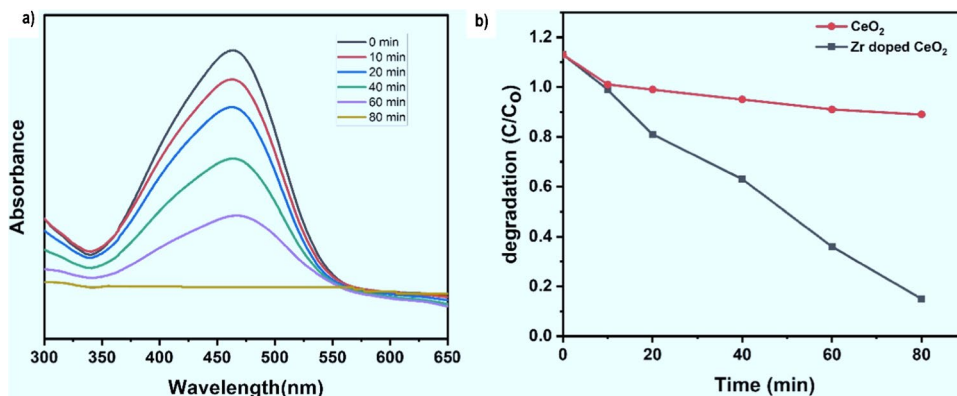 a)
0 min
10 min
20 min
40 min
60 min
80 min
Absorbance
300 350 400 450 500 550 600 650
Wavelength(nm)
b)
CeO₂
Zr doped CeO₂
1.2
1.0
0.8
0.6
0.4
0.2
0.0
degradation (C/Co)
0 20 40 60 80
Time (min)